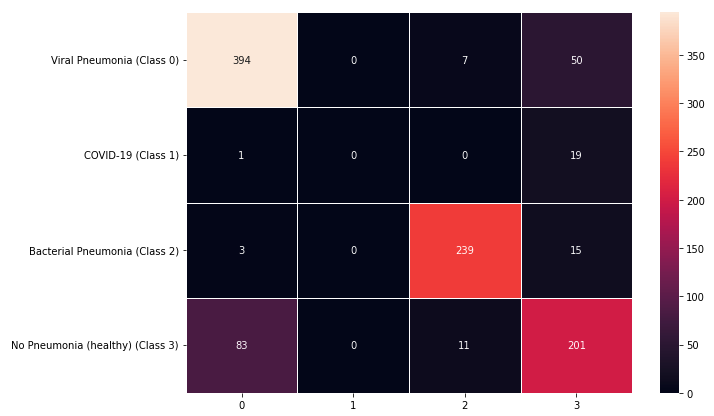 Viral Pneumonia (Class 0) 394 0 7 50
COVID-19 (Class 1) 1 0 0 19
Bacterial Pneumonia (Class 2) 3 0 239 15
No Pneumonia (healthy) (Class 3) 83 0 11 201
0 1 2 3
350
300
250
200
150
100
50
0